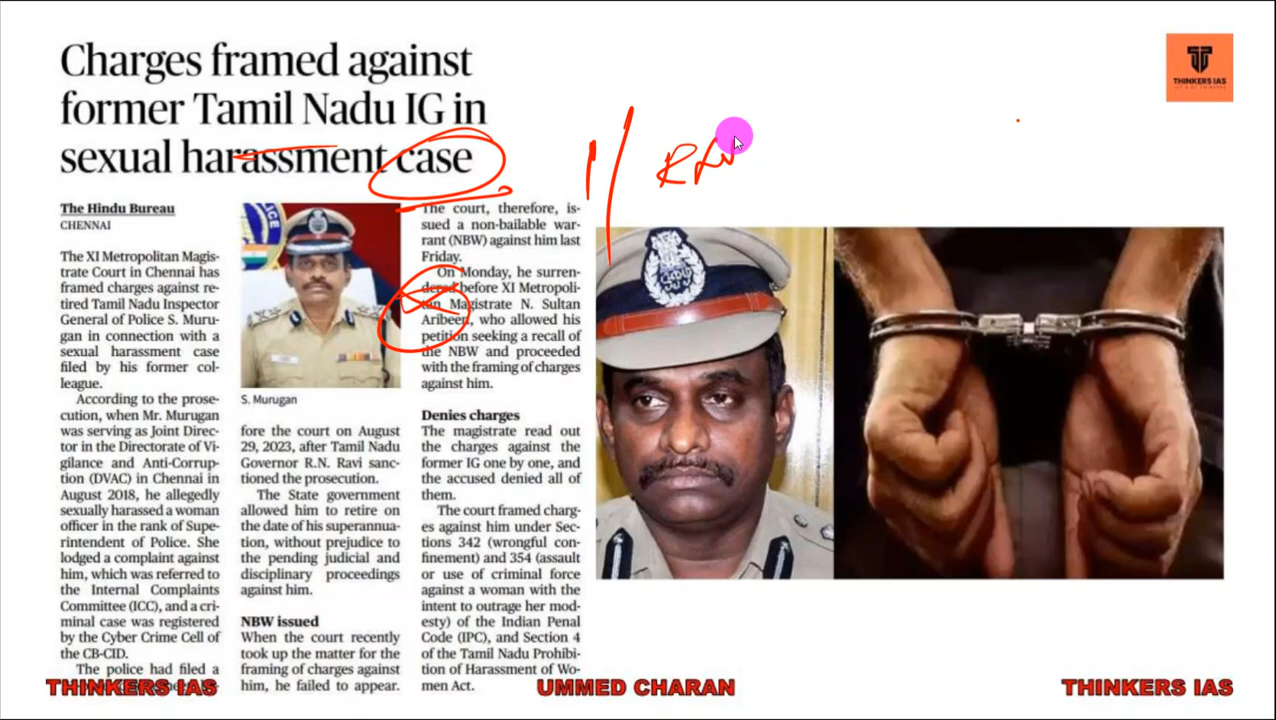 Charges framed against
former Tamil Nadu IG in
sexual harassment case
THINKERS IAS
The Hindu Bureau
CHENNAI
The XI Metropolitan Magis-
trate Court in Chennai has
framed charges against re-
tired Tamil Nadu Inspector
General of Police S. Muru-
gan in connection with a
sexual harassment case
filed by his former col-
league.
According to the prose-
cution, when Mr. Murugan
was serving as Joint Direc-
tor in the Directorate of Vi-
gilance and Anti-Corrup-
tion (DVAC) in Chennai in
August 2018, he allegedly
sexually harassed a woman
officer in the rank of Supe-
rintendent of Police. She
lodged a complaint against
him, which was referred to
the Internal Complaints
Committee (ICC), and a cri-
minal case was registered
by the Cyber Crime Cell of
the CB-CID.
The police had filed a
S. Murugan
fore the court on August
29, 2023, after Tamil Nadu
Governor R.N. Ravi sanc-
tioned the prosecution.
The State government
allowed him to retire on
the date of his superannua-
tion, without prejudice to
the pending judicial and
disciplinary proceedings
against him.
NBW issued
When the court recently
took up the matter for the
framing of charges against
him, he failed to appear.
The court, therefore, is-
sued a non-bailable war-
rant (NBW) against him last
Friday.
On Monday, he surren-
dered before XI Metropoli-
tan Magistrate N. Sultan
Aribeen, who allowed his
petition seeking a recall of
the NBW and proceeded
with the framing of charges
against him.
Denies charges
The magistrate read out
the charges against the
former IG one by one, and
the accused denied all of
them.
The court framed charg-
es against him under Sec-
tions 342 (wrongful con-
finement) and 354 (assault
or use of criminal force
against a woman with the
intent to outrage her mod-
esty) of the Indian Penal
Code (IPC), and Section 4
of the Tamil Nadu Prohibi-
tion of Harassment of Wo-
men Act.
THINKERS IAS
UMMED CHARAN
THINKERS IAS